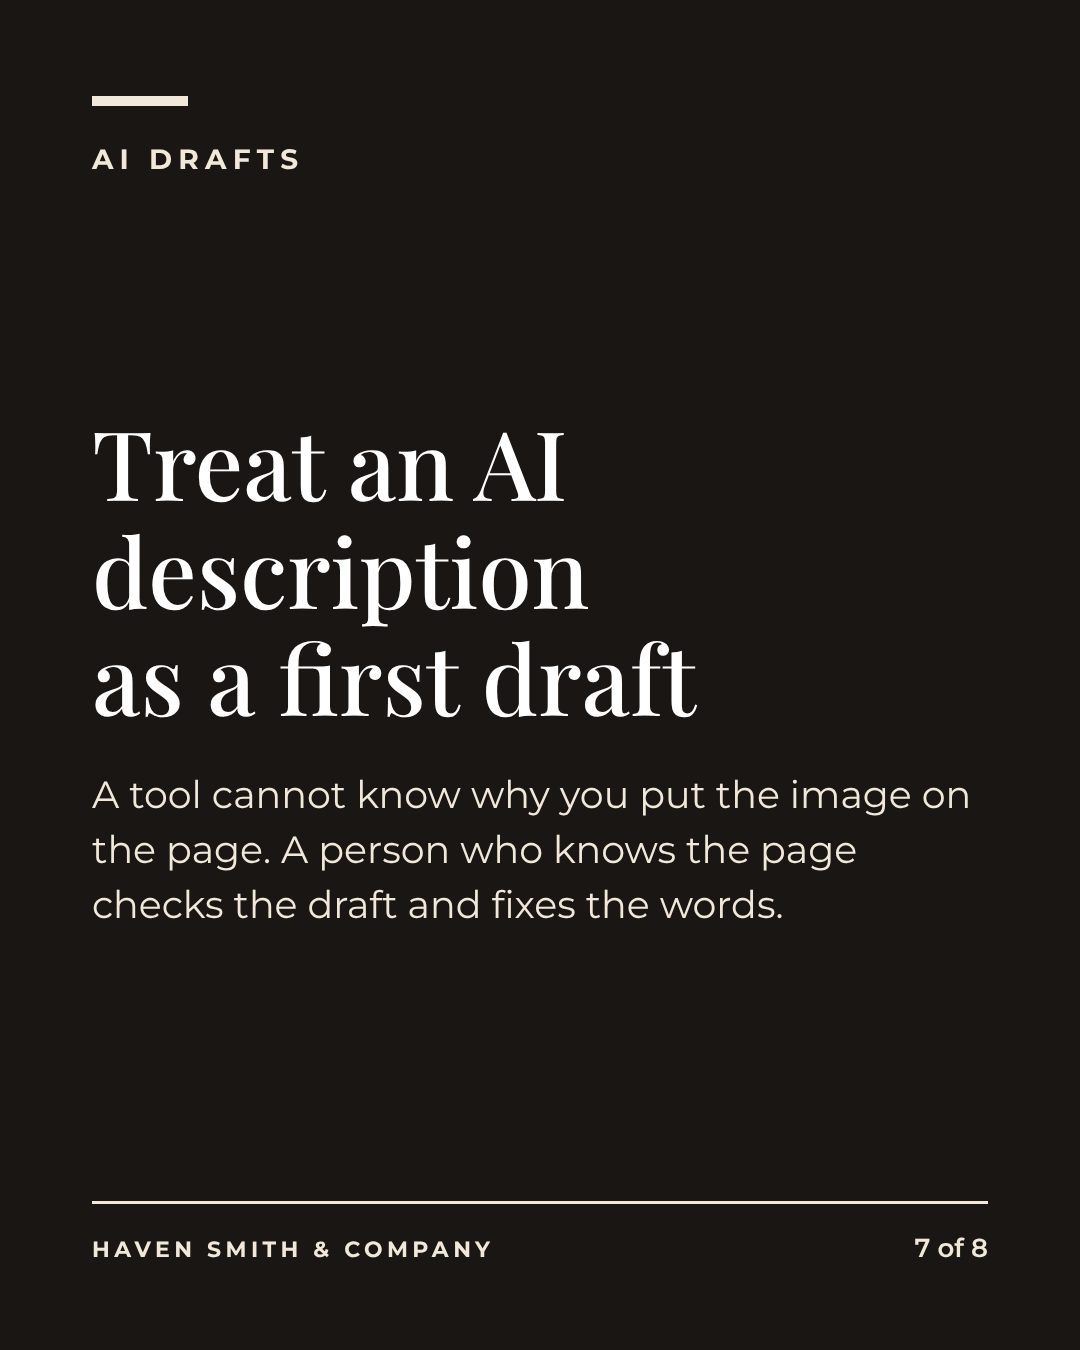 AI DRAFTS
Treat an AI
description
as a first draft
A tool cannot know why you put the image on
the page. A person who knows the page
checks the draft and fixes the words.
HAVEN SMITH & COMPANY
7 of 8